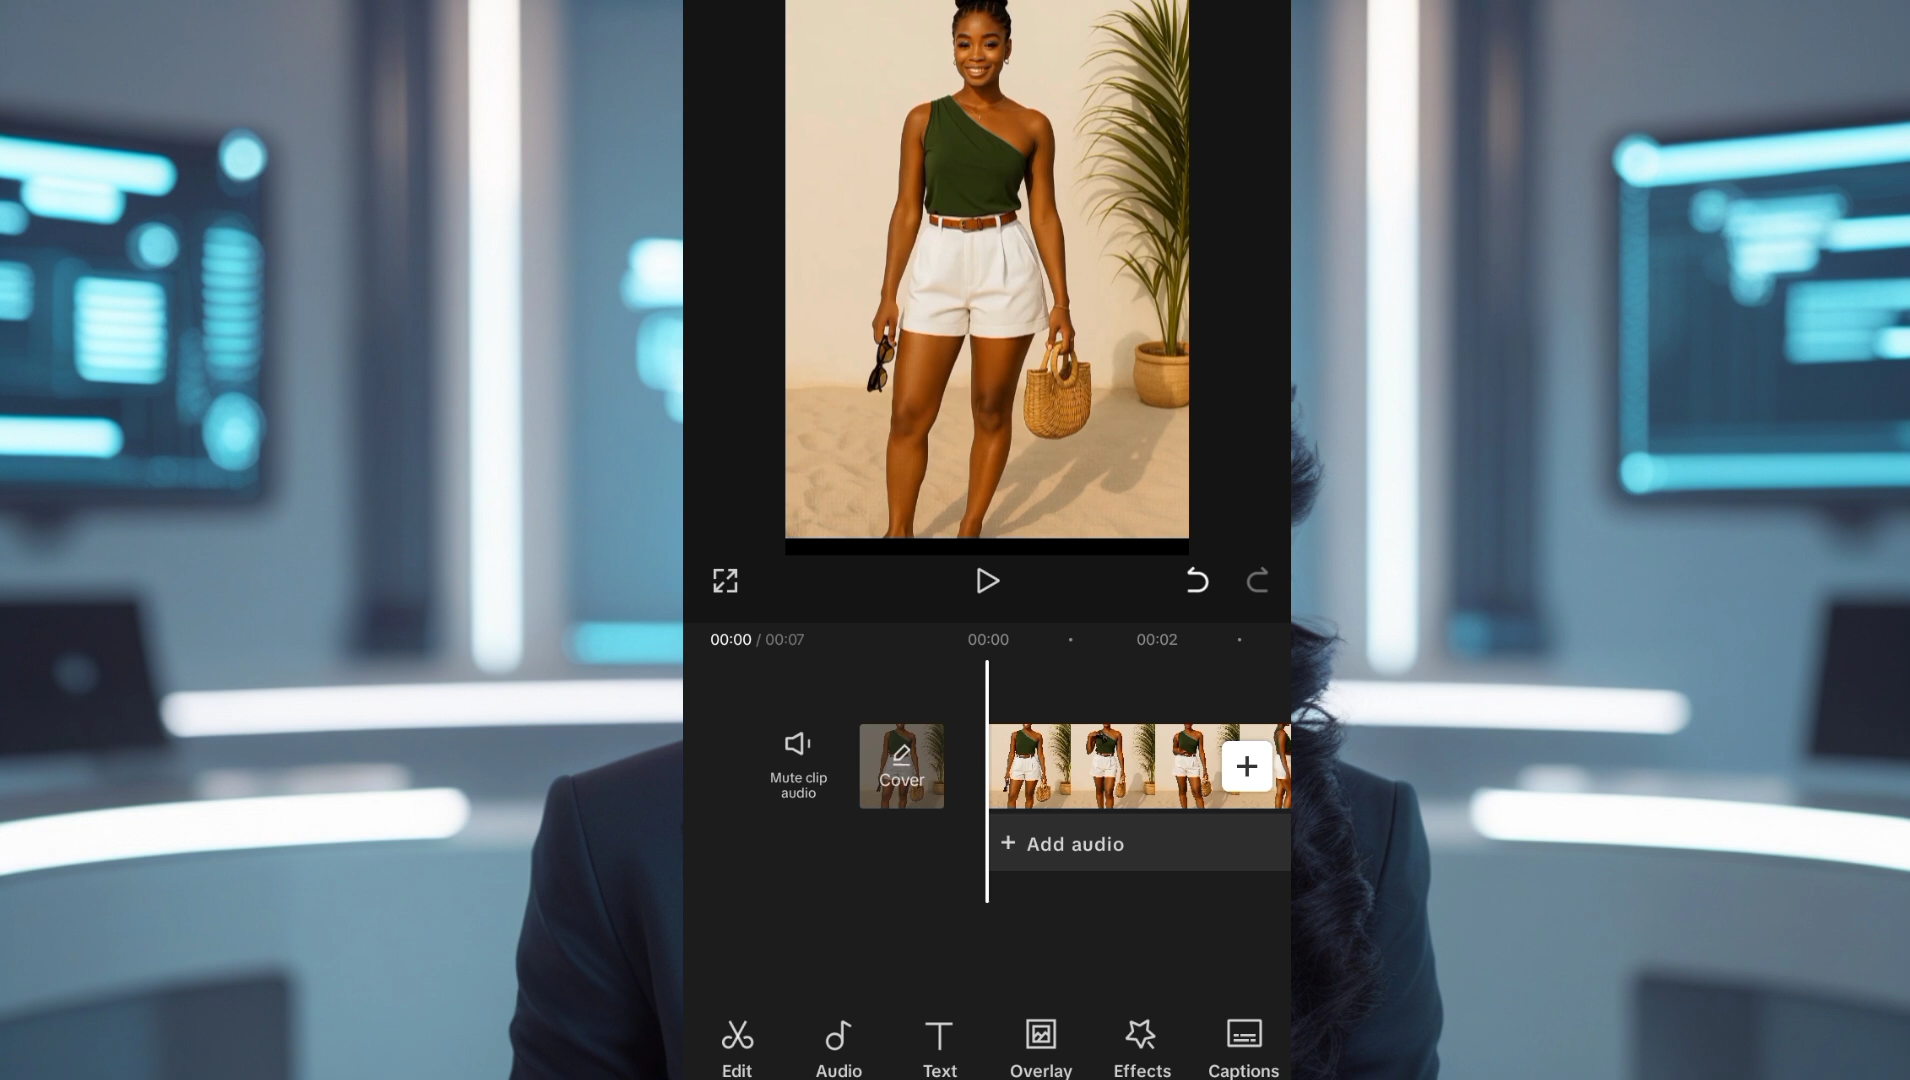 00:00 / 00:07
00:00
00:02
Mute clip
audio
Cover
+
+ Add audio
Edit
Audio
Text
Overlay
Effects
Captions